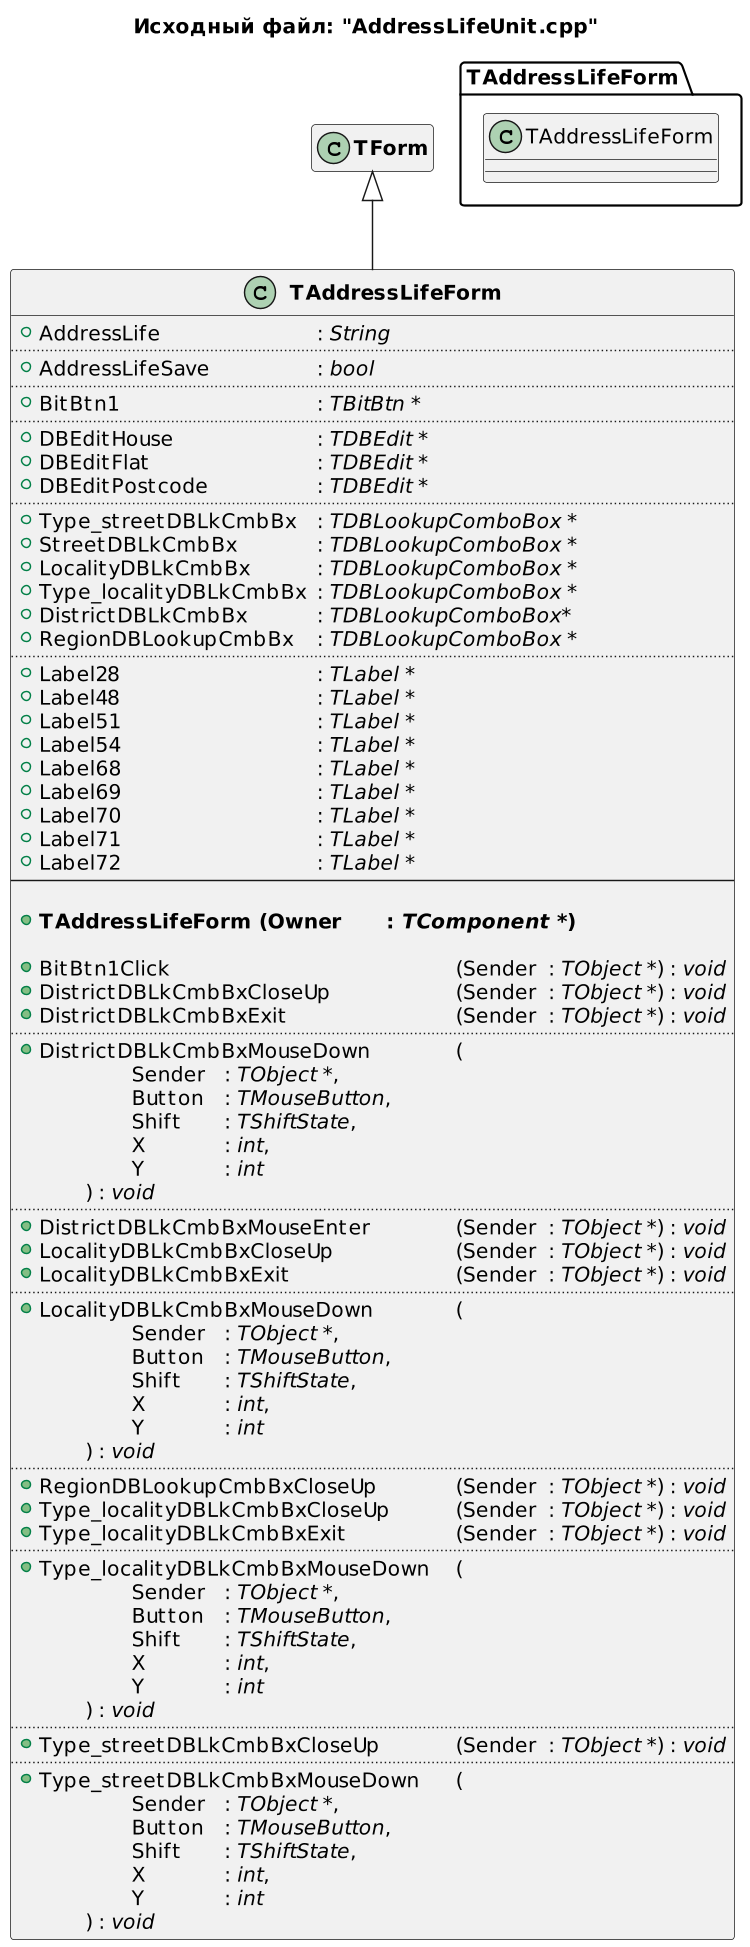 Исходный файл: "AddressLifeUnit.cpp"
TAddressLifeForm
C TAddressLifeForm
C TForm
C TAddressLifeForm
AddressLife : String
AddressLifeSave : bool
BitBtn1 : TBitBtn *
DBEditHouse : TDBEdit *
DBEditFlat : TDBEdit *
DBEditPostcode : TDBEdit *
Type_streetDBLkCmbBx : TDBLookupComboBox *
StreetDBLkCmbBx : TDBLookupComboBox *
LocalityDBLkCmbBx : TDBLookupComboBox *
Type_localityDBLkCmbBx : TDBLookupComboBox *
DistrictDBLkCmbBx : TDBLookupComboBox*
RegionDBLookupCmbBx : TDBLookupComboBox *
Label28 : TLabel *
Label48 : TLabel *
Label51 : TLabel *
Label54 : TLabel *
Label68 : TLabel *
Label69 : TLabel *
Label70 : TLabel *
Label71 : TLabel *
Label72 : TLabel *
TAddressLifeForm (Owner : TComponent *)
BitBtn1Click (Sender : TObject *) : void
DistrictDBLkCmbBxCloseUp (Sender : TObject *) : void
DistrictDBLkCmbBxExit (Sender : TObject *) : void
DistrictDBLkCmbBxMouseDown (
Sender : TObject *,
Button : TMouseButton,
Shift : TShiftState,
X : int,
Y : int
) : void
DistrictDBLkCmbBxMouseEnter (Sender : TObject *) : void
LocalityDBLkCmbBxCloseUp (Sender : TObject *) : void
LocalityDBLkCmbBxExit (Sender : TObject *) : void
LocalityDBLkCmbBxMouseDown (
Sender : TObject *,
Button : TMouseButton,
Shift : TShiftState,
X : int,
Y : int
) : void
RegionDBLookupCmbBxCloseUp (Sender : TObject *) : void
Type_localityDBLkCmbBxCloseUp (Sender : TObject *) : void
Type_localityDBLkCmbBxExit (Sender : TObject *) : void
Type_localityDBLkCmbBxMouseDown (
Sender : TObject *,
Button : TMouseButton,
Shift : TShiftState,
X : int,
Y : int
) : void
Type_streetDBLkCmbBxCloseUp (Sender : TObject *) : void
Type_streetDBLkCmbBxMouseDown (
Sender : TObject *,
Button : TMouseButton,
Shift : TShiftState,
X : int,
Y : int
) : void